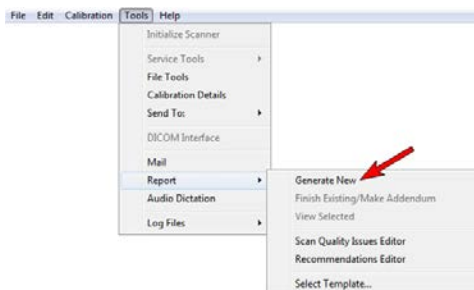 File Edit Calibration Tools Help
Initialize Scanner
Service Tools
File Tools
Calibration Details
Send To:
DICOM Interface
Mail
Report
Audio Dictation
Log Files
Generate New
Finish Existing/Make Addendum
View Selected
Scan Quality Issues Editor
Recommendations Editor
Select Template...